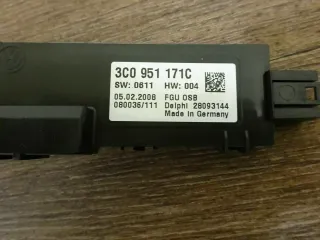 3C0 951 171C
SW: 0611 HW: 004
05.02.2008 FGU OSB
080036/111 Delphi 28093144
Made in Germany